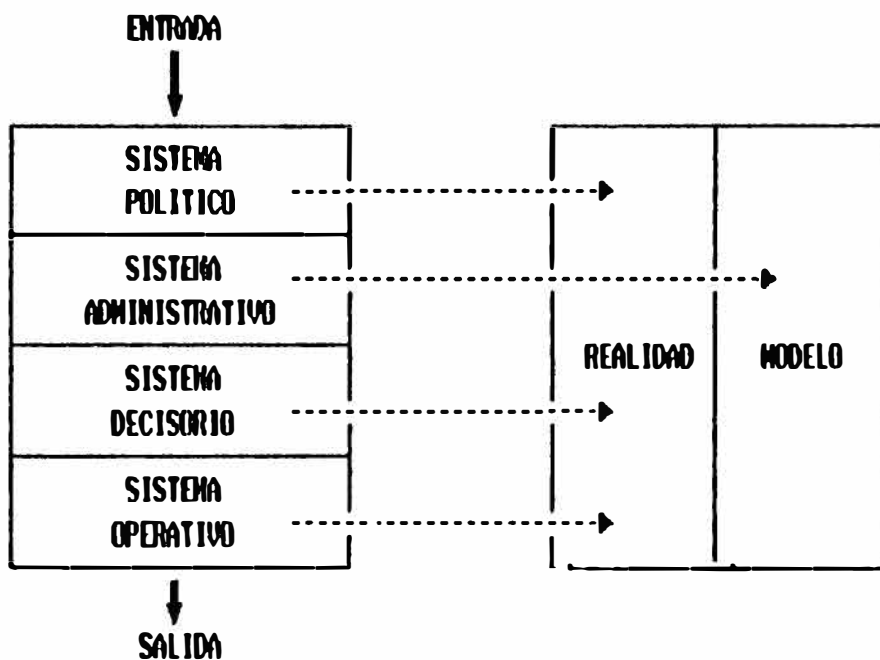 ENTRADA
SISTEMA
POLITICO
SISTEMA
ADMINISTRATIVO
SISTEMA
DECISORIO
SISTEMA
OPERATIVO
REALIDAD
MODELO
SALIDA